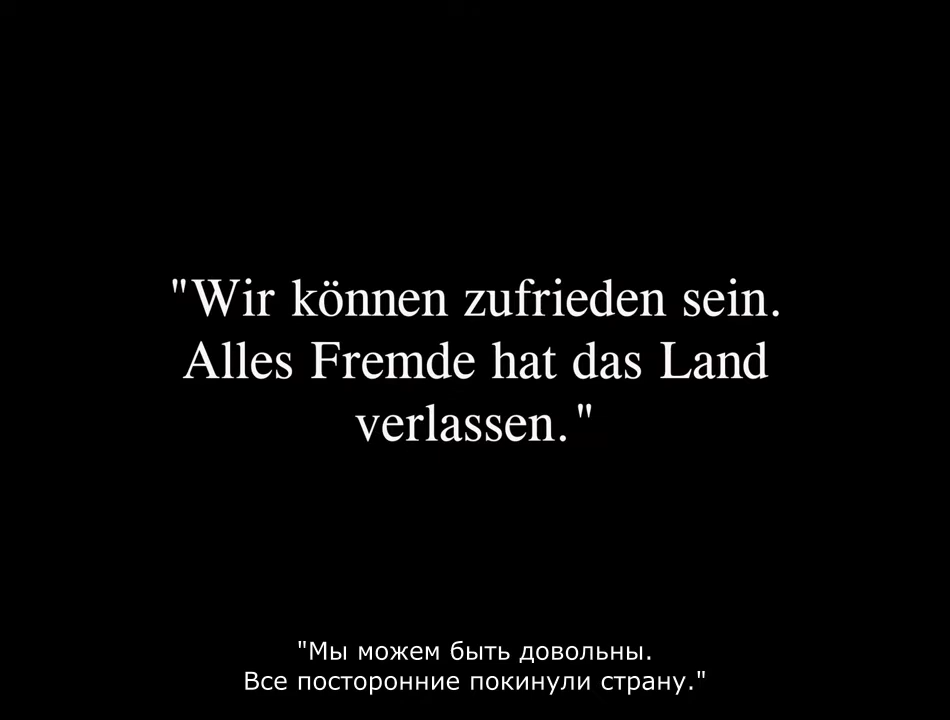 "Wir können zufrieden sein.
Alles Fremde hat das Land
verlassen."
"Мы можем быть довольны.
Все посторонние покинули страну."